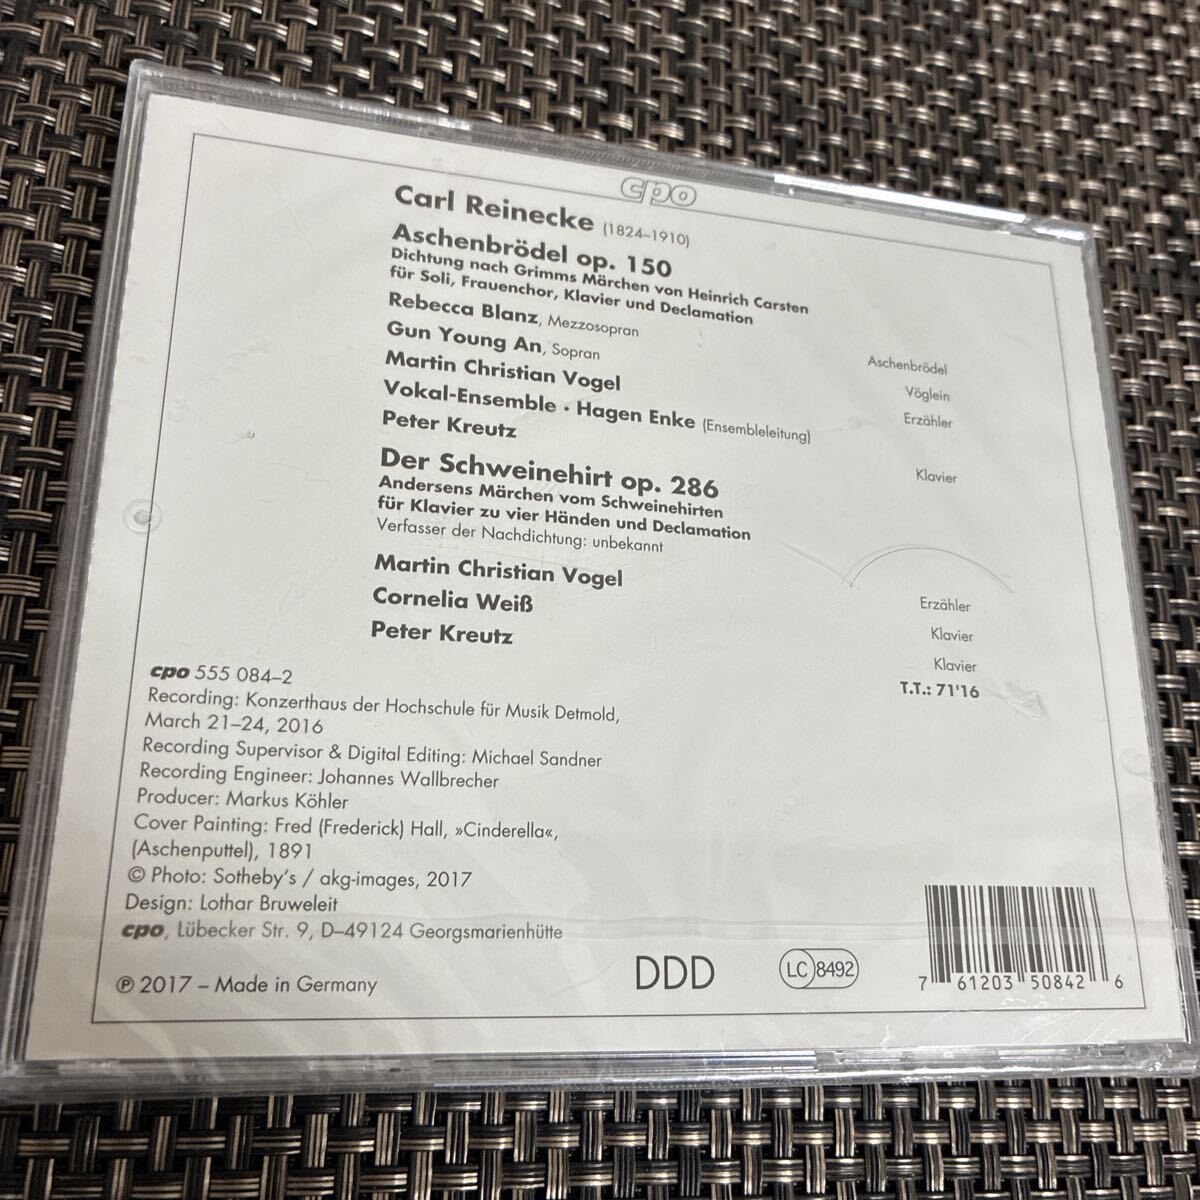 cpo
Carl Reinecke (1824–1910)
Aschenbrödel op. 150
Dichtung nach Grimms Märchen von Heinrich Carsten
für Soli, Frauenchor, Klavier und Declamation
Rebecca Blanz, Mezzosopran Aschenbrödel
Gun Young An, Sopran Vöglein
Martin Christian Vogel Erzähler
Vokal-Ensemble · Hagen Enke (Ensembleleitung)
Peter Kreutz Klavier
Der Schweinehirt op. 286
Andersens Märchen vom Schweinehirten
für Klavier zu vier Händen und Declamation
Verfasser der Nachdichtung: unbekannt
Martin Christian Vogel Erzähler
Cornelia Weiß Klavier
Peter Kreutz Klavier
T.T.: 71'16
cpo 555 084–2
Recording: Konzerthaus der Hochschule für Musik Detmold,
March 21–24, 2016
Recording Supervisor & Digital Editing: Michael Sandner
Recording Engineer: Johannes Wallbrecher
Producer: Markus Köhler
Cover Painting: Fred (Frederick) Hall, »Cinderella«,
(Aschenputtel), 1891
© Photo: Sotheby's / akg-images, 2017
Design: Lothar Bruweleit
cpo, Lübecker Str. 9, D–49124 Georgsmarienhütte
℗ 2017 – Made in Germany
DDD
LC 8492
7 61203 50842 6